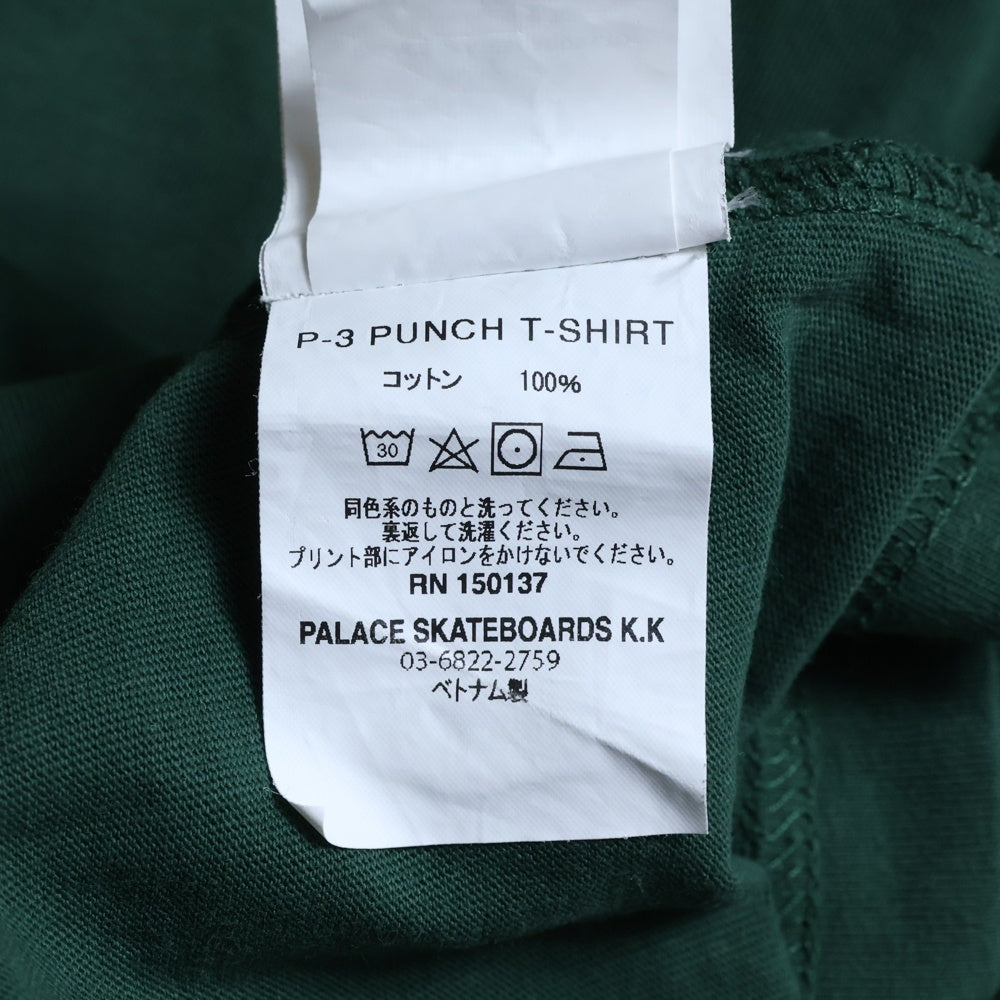 P-3 PUNCH T-SHIRT
コットン 100%
30
同色系のものと洗ってください。
裏返して洗濯ください。
プリント部にアイロンをかけないでください。
RN 150137
PALACE SKATEBOARDS K.K
03-6822-2759
ベトナム製